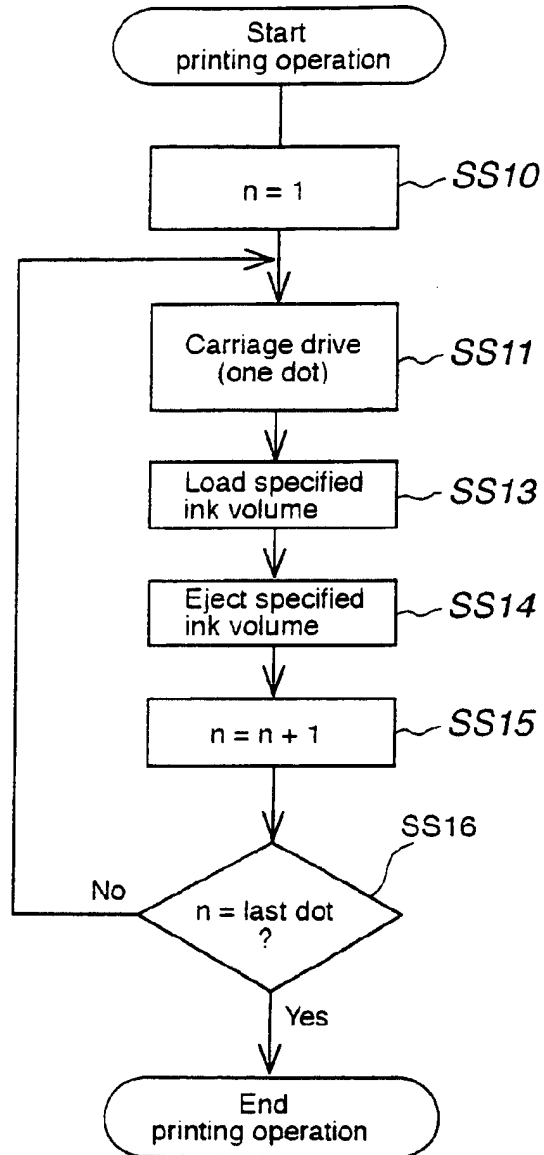 Start
printing operation
n = 1
SS10
Carriage drive
(one dot)
SS11
Load specified
ink volume
SS13
Eject specified
ink volume
SS14
n = n + 1
SS15
SS16
No
n = last dot
?
Yes
End
printing operation